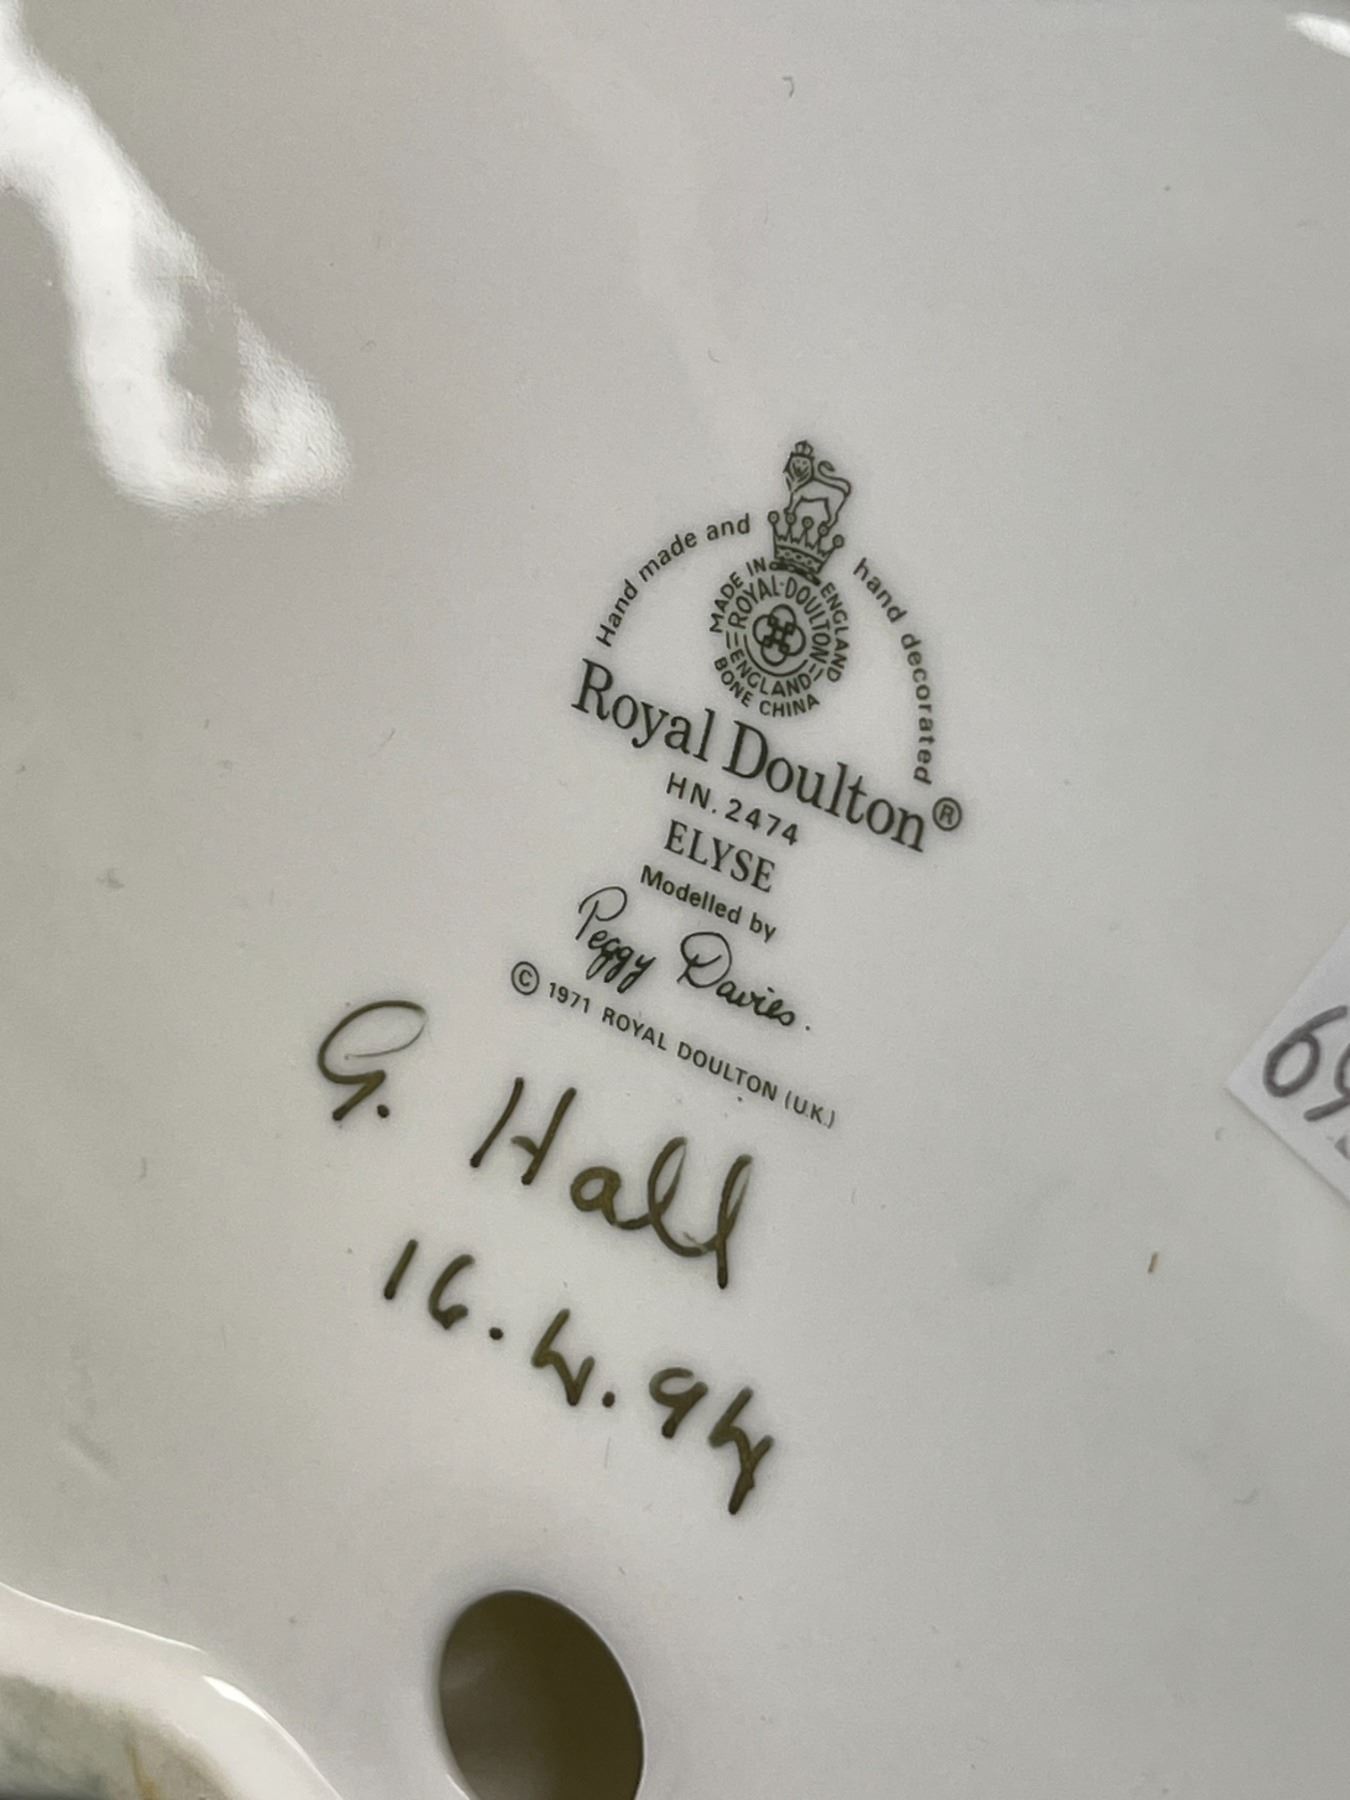 Hand made and hand decorated
MADE IN ENGLAND
ROYAL·DOULTON
ENGLAND
BONE CHINA
Royal Doulton®
HN. 2474
ELYSE
Modelled by
Peggy Davies.
© 1971 ROYAL DOULTON (U.K.)
G. Hall
16.4.94